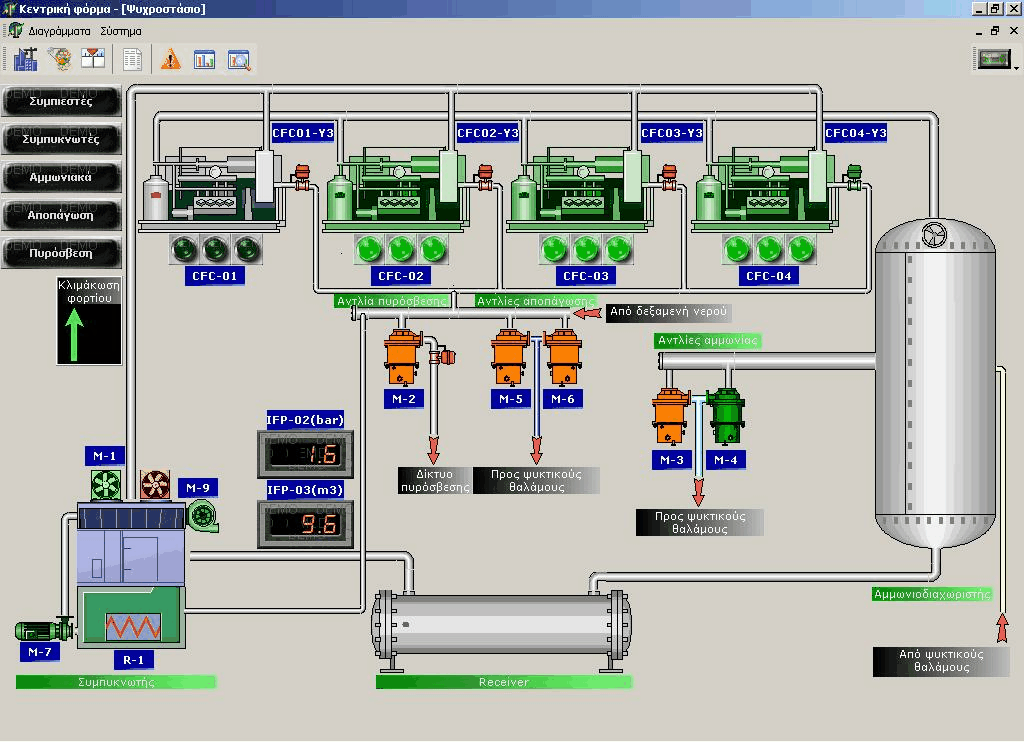 Κεντρική φόρμα - [Ψυχροστάσιο]
Διαγράμματα Σύστημα
Συμπιεστές
Συμπυκνωτές
Αμμωνιακά
Αποπάγωση
Πυρόσβεση
Κλιμάκωση
φορτίου
CFC01-Y3
CFC02-Y3
CFC03-Y3
CFC04-Y3
CFC-01
CFC-02
CFC-03
CFC-04
Αντλία πυρόσβεσης
Αντλίες αποπάγωσης
Από δεξαμενή νερού
Αντλίες αμμωνίας
M-2
M-5
M-6
IFP-02(bar)
DEMO
1.6
M-3
M-4
M-1
M-9
IFP-03(m3)
9.6
Δίκτυο
πυρόσβεσης
Προς ψυκτικούς
θαλάμους
Προς ψυκτικούς
θαλάμους
Αμμωνιοδιαχωριστής
M-7
R-1
Από ψυκτικούς
θαλάμους
Συμπυκνωτής
Receiver